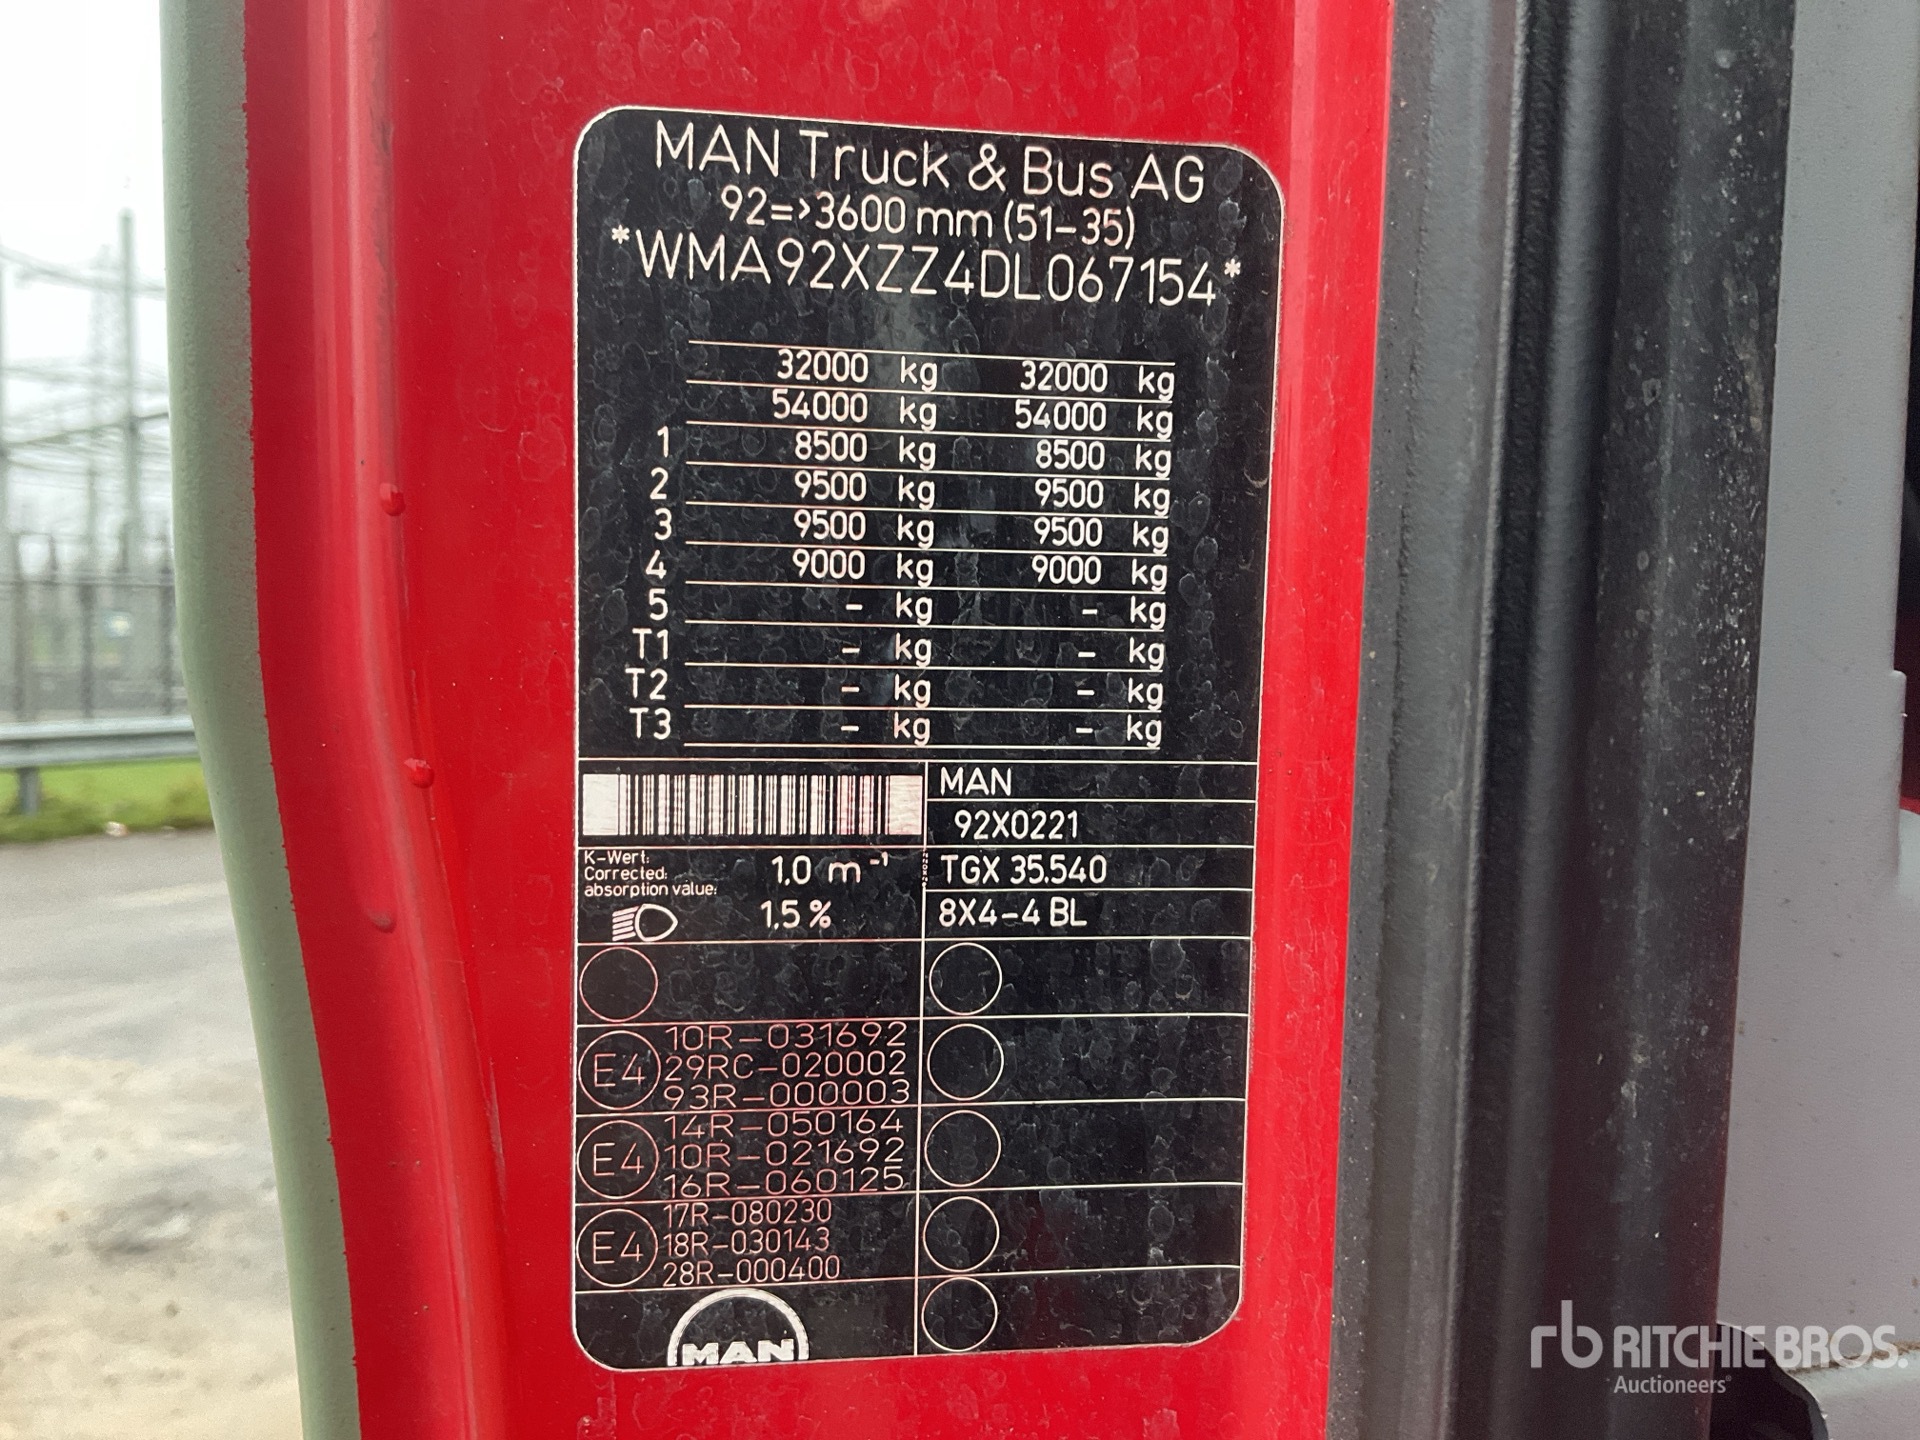 MAN Truck & Bus AG
92=>3600 mm (51-35)
*WMA92XZZ4DL067154*
32000 kg 32000 kg
54000 kg 54000 kg
1 8500 kg 8500 kg
2 9500 kg 9500 kg
3 9500 kg 9500 kg
4 9000 kg 9000 kg
5 - kg - kg
T1 - kg - kg
T2 - kg - kg
T3 - kg - kg
MAN
92X0221
K-Wert:
Corrected:
absorption value:
1,0 m⁻¹
TGX 35.540
1,5 %
8X4-4 BL
E4
10R-031692
29RC-020002
93R-000003
E4
14R-050164
10R-021692
16R-060125
E4
17R-080230
18R-030143
28R-000400
MAN
rb RITCHIE BROS.
Auctioneers